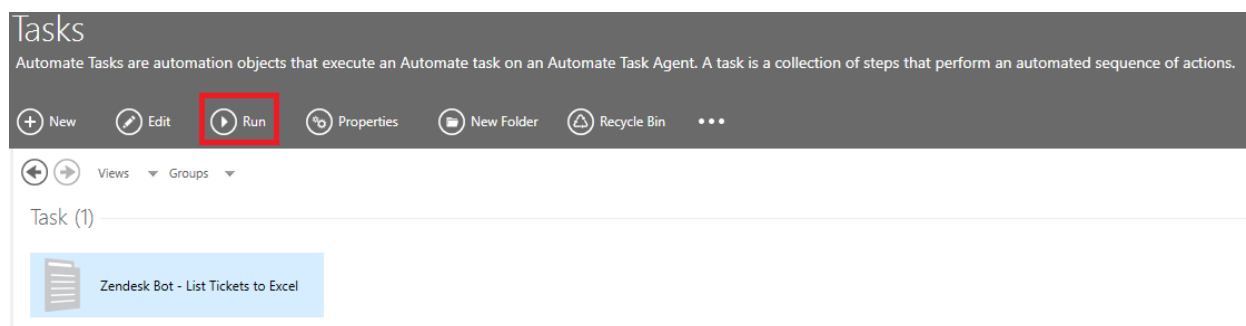 Tasks
Automate Tasks are automation objects that execute an Automate task on an Automate Task Agent. A task is a collection of steps that perform an automated sequence of actions.
New Edit Run Properties New Folder Recycle Bin •••
Views Groups
Task (1)
Zendesk Bot - List Tickets to Excel